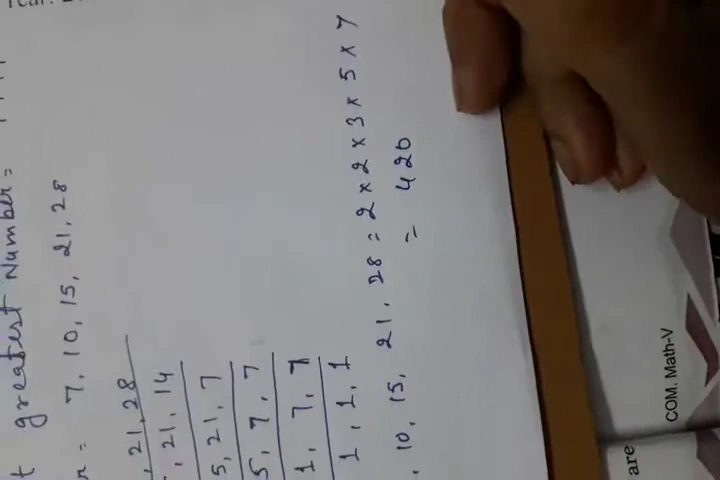 t greatest Number =
r = 7, 10, 15, 21, 28
, 21, 28
, 21, 14
5, 21, 7
5, 7, 7
1, 7, 7
1, 1, 1
, 10, 15, 21, 28 = 2 × 2 × 3 × 5 × 7
= 420
COM. Math-V
are